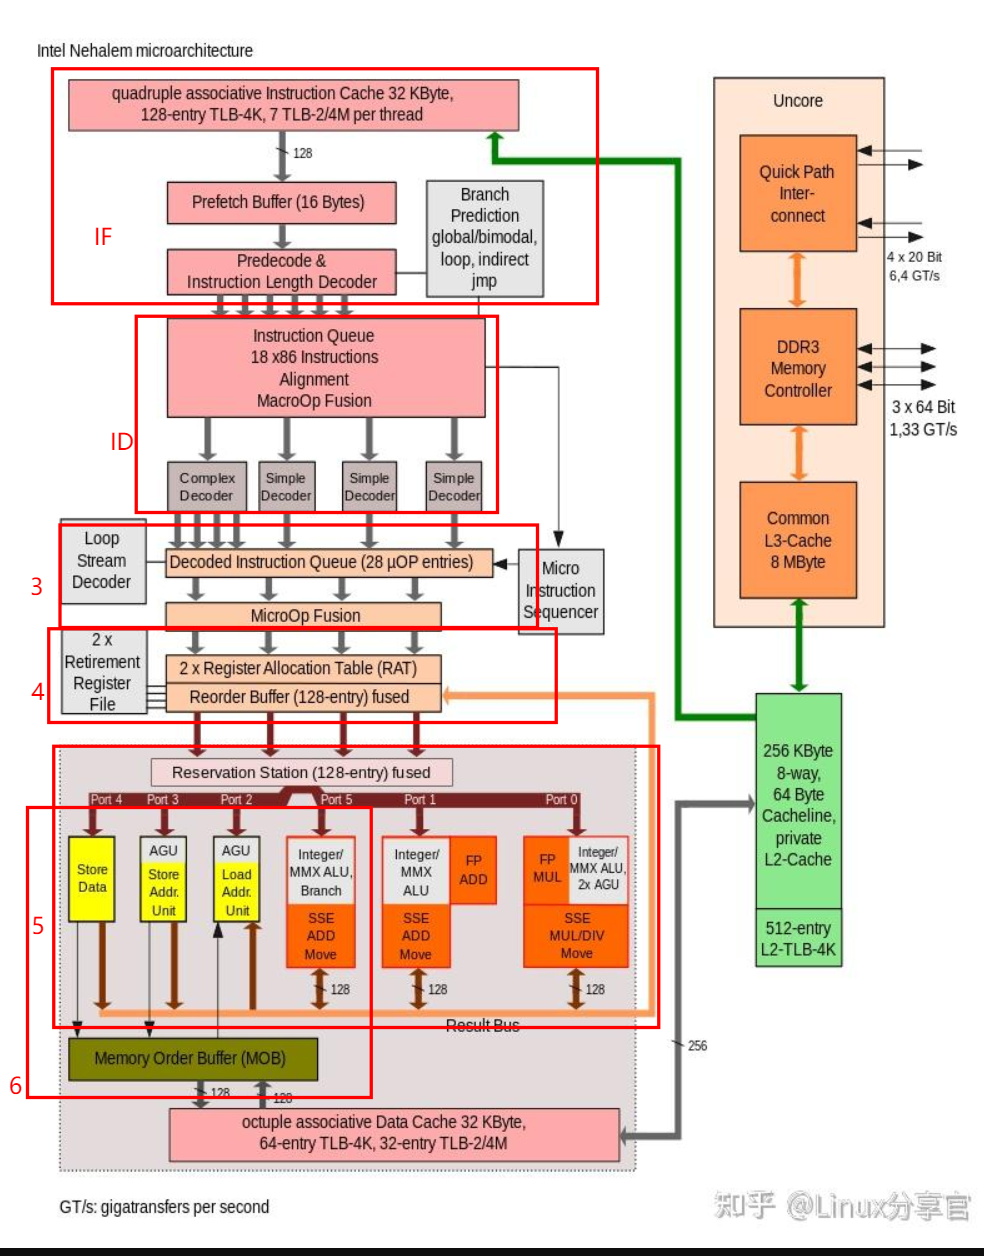 Intel Nehalem microarchitecture
quadruple associative Instruction Cache 32 KByte,
128-entry TLB-4K, 7 TLB-2/4M per thread
128
Prefetch Buffer (16 Bytes)
IF
Predecode &
Instruction Length Decoder
Branch
Prediction
global/bimodal,
loop, indirect
jmp
Instruction Queue
18 x86 Instructions
Alignment
MacroOp Fusion
ID
Complex
Decoder
Simple
Decoder
Simple
Decoder
Simple
Decoder
Loop
Stream
Decoder
3
Decoded Instruction Queue (28 µOP entries)
Micro
Instruction
Sequencer
MicroOp Fusion
2 x
Retirement
Register
File
4
2 x Register Allocation Table (RAT)
Reorder Buffer (128-entry) fused
Reservation Station (128-entry) fused
Port 4
Port 3
Port 2
Port 5
Port 1
Port 0
Store
Data
AGU
Store
Addr.
Unit
AGU
Load
Addr.
Unit
Integer/
MMX ALU,
Branch
SSE
ADD
Move
Integer/
MMX
ALU
FP
ADD
SSE
ADD
Move
FP
MUL
Integer/
MMX ALU,
2x AGU
SSE
MUL/DIV
Move
5
128
128
128
Result Bus
Memory Order Buffer (MOB)
6
128
128
octuple associative Data Cache 32 KByte,
64-entry TLB-4K, 32-entry TLB-2/4M
256
Uncore
Quick Path
Inter-
connect
4 x 20 Bit
6,4 GT/s
DDR3
Memory
Controller
3 x 64 Bit
1,33 GT/s
Common
L3-Cache
8 MByte
256 KByte
8-way,
64 Byte
Cacheline,
private
L2-Cache
512-entry
L2-TLB-4K
GT/s: gigatransfers per second
知乎 @Linux分享官